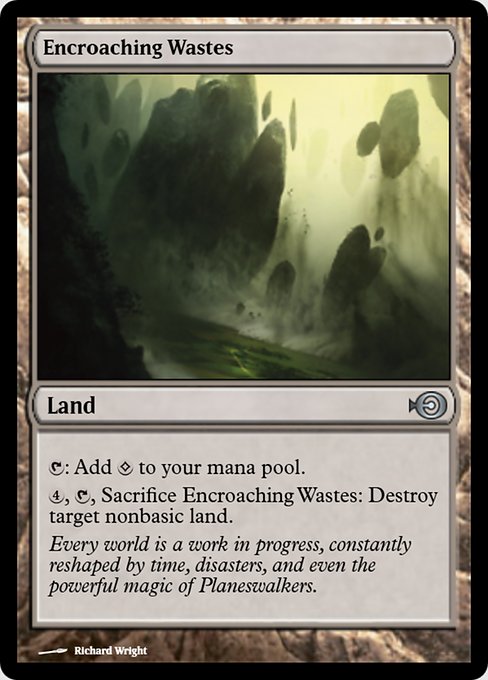 Encroaching Wastes
Land
: Add to your mana pool.
4, , Sacrifice Encroaching Wastes: Destroy
target nonbasic land.
Every world is a work in progress, constantly
reshaped by time, disasters, and even the
powerful magic of Planeswalkers.
Richard Wright